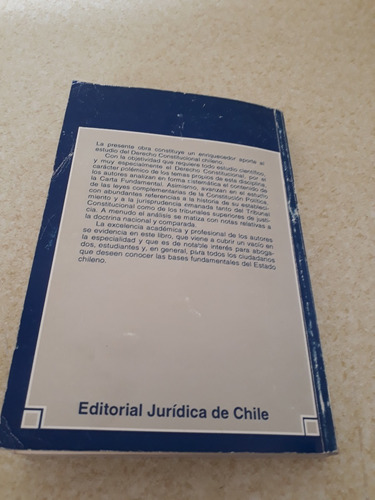 La presente obra constituye un enriquecedor aporte al
estudio del Derecho Constitucional chileno.
Con la objetividad que requiere todo estudio científico,
y muy especialmente el Derecho Constitucional, por el
carácter polémico de los temas propios de esta disciplina,
los autores analizan en forma sistemática el contenido de
la Carta Fundamental. Asimismo, avanzan en el estudio
de las leyes complementarias de la Constitución Política,
con abundantes referencias a la historia de su estableci-
miento y a la jurisprudencia emanada tanto del Tribunal
Constitucional como de los tribunales superiores de justi-
cia. A menudo el análisis se matiza con notas relativas a
la doctrina nacional y comparada.
La excelencia académica y profesional de los autores
se evidencia en este libro, que viene a cubrir un vacío en
la especialidad y que es de notable interés para aboga-
dos, estudiantes y, en general, para todos los ciudadanos
que deseen conocer las bases fundamentales del Estado
chileno.
Editorial Jurídica de Chile